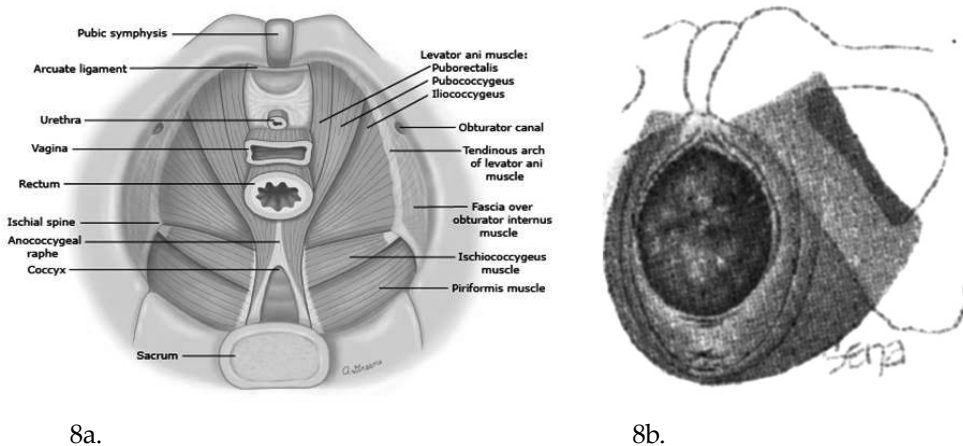 Pubic symphysis
Arcuate ligament
Urethra
Vagina
Rectum
Ischial spine
Anococcygeal
raphe
Coccyx
Sacrum
Levator ani muscle:
Puborectalis
Pubococcygeus
Iliococcygeus
Obturator canal
Tendinous arch
of levator ani
muscle
Fascia over
obturator internus
muscle
Ischiococcygeus
muscle
Piriformis muscle
Sena
8a.
8b.